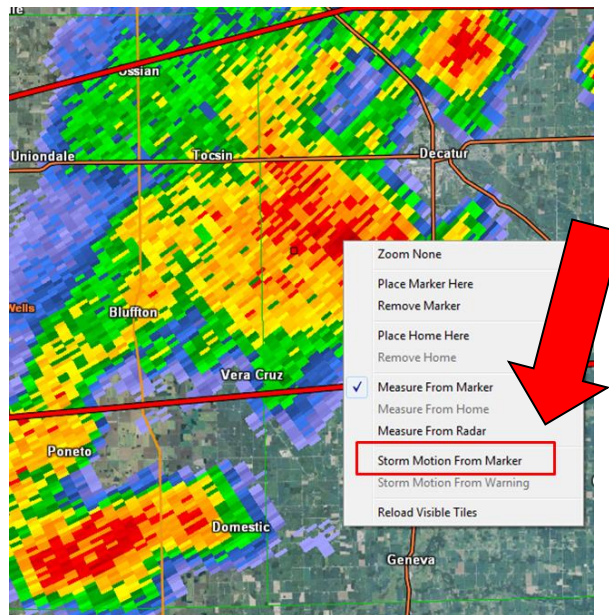 le
Ossian
Uniondale
Tocsin
Decatur
Zoom None
Place Marker Here
Remove Marker
Place Home Here
Remove Home
Wells
Bluffton
Vera Cruz
Measure From Marker
Measure From Home
Measure From Radar
Poneto
Storm Motion From Marker
Storm Motion From Warning
Reload Visible Tiles
Domestic
Geneva